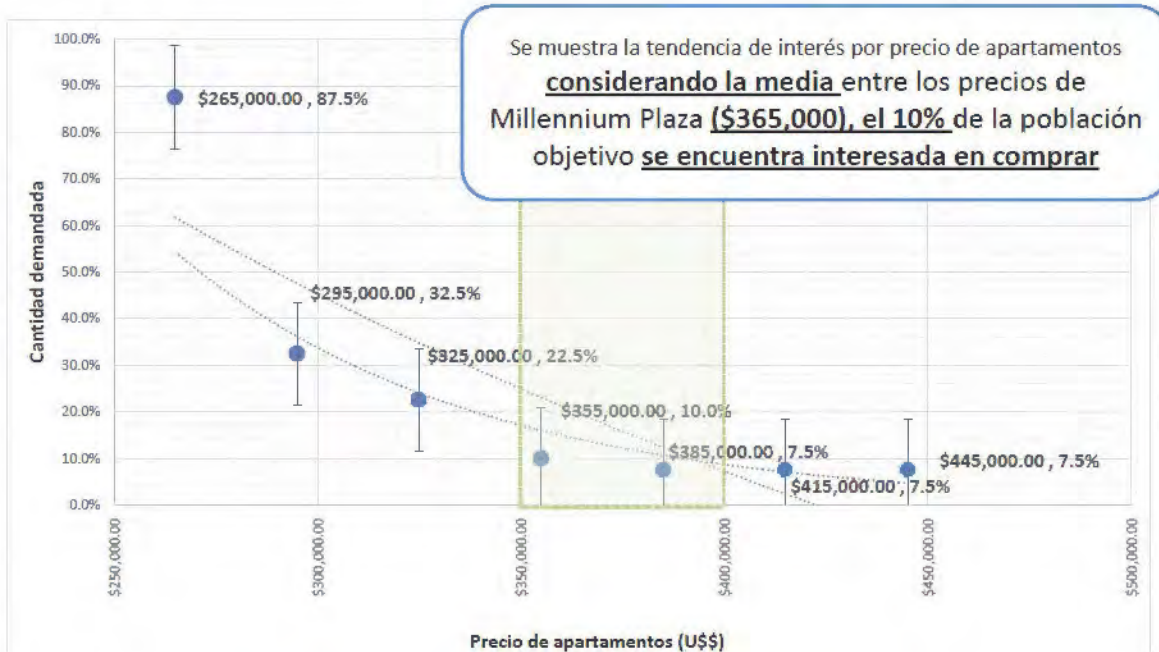 Se muestra la tendencia de interés por precio de apartamentos
considerando la media entre los precios de
Millennium Plaza ($365,000), el 10% de la población
objetivo se encuentra interesada en comprar
Cantidad demandada
100.0%
90.0%
80.0%
70.0%
60.0%
50.0%
40.0%
30.0%
20.0%
10.0%
0.0%
$265,000.00 , 87.5%
$295,000.00 , 32.5%
$325,000.00 , 22.5%
$355,000.00 , 10.0%
$385,000.00 , 7.5%
$415,000.00 , 7.5%
$445,000.00 , 7.5%
$250,000.00
$300,000.00
$350,000.00
$400,000.00
$450,000.00
$500,000.00
Precio de apartamentos (U$$)